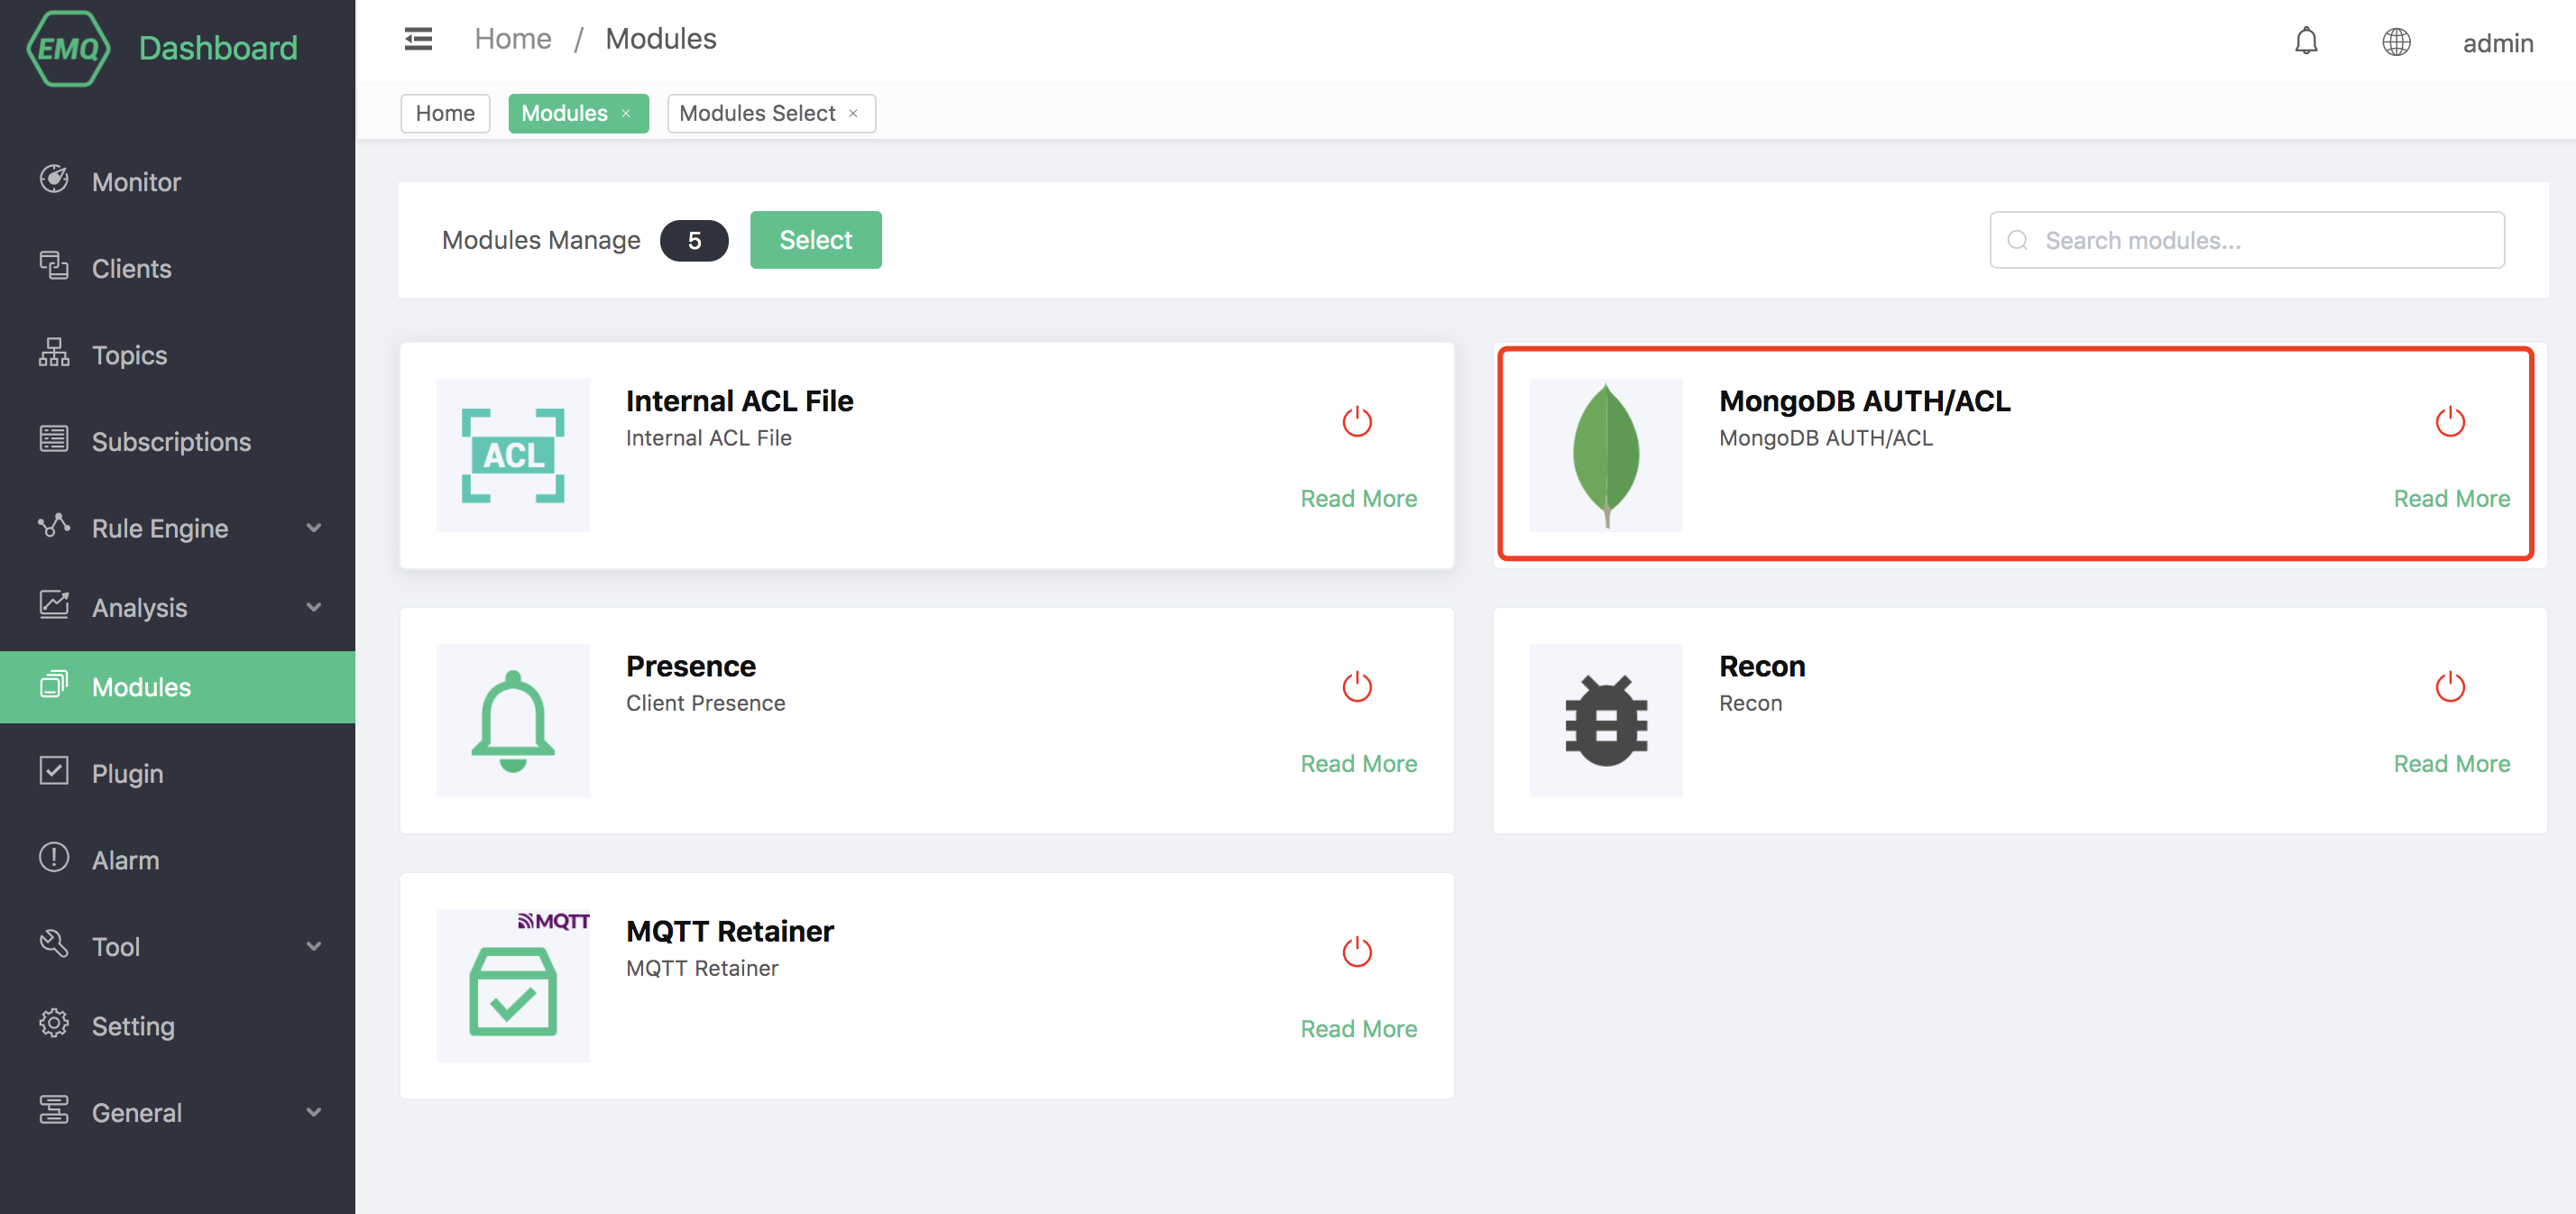 EMQ Dashboard
Home / Modules
admin
Home
Modules ×
Modules Select ×
Monitor
Clients
Topics
Subscriptions
Rule Engine
Analysis
Modules
Plugin
Alarm
Tool
Setting
General
Modules Manage 5 Select
Search modules...
ACL
Internal ACL File
Internal ACL File
Read More
MongoDB AUTH/ACL
MongoDB AUTH/ACL
Read More
Presence
Client Presence
Read More
Recon
Recon
Read More
MQTT
MQTT Retainer
MQTT Retainer
Read More